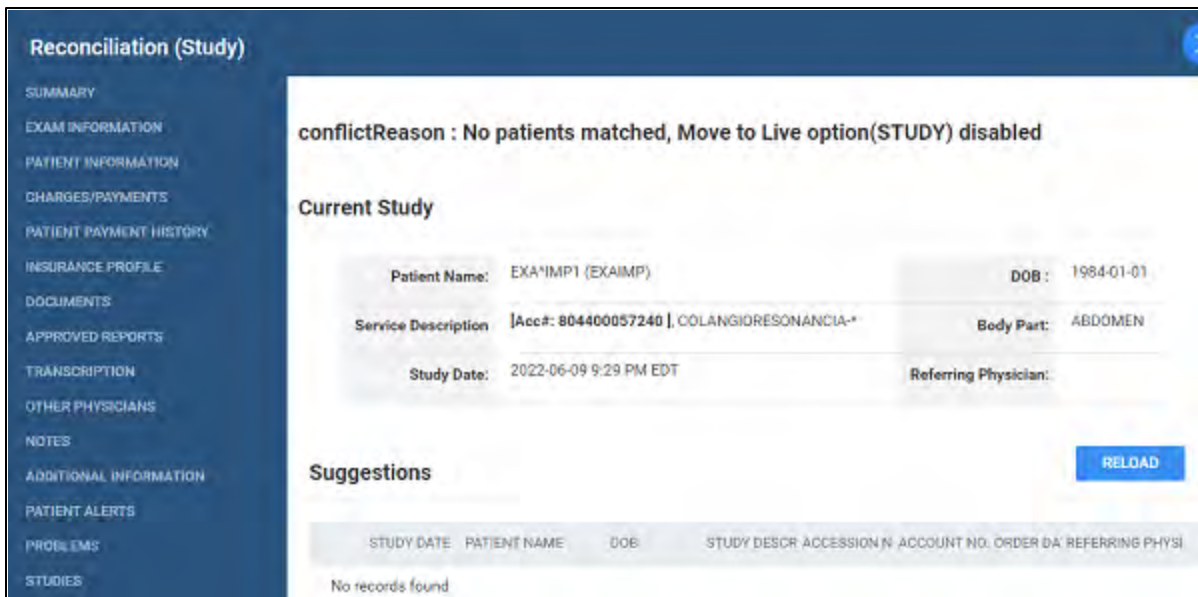 Reconciliation (Study)
SUMMARY
EXAM INFORMATION
PATIENT INFORMATION
CHARGES/PAYMENTS
PATIENT PAYMENT HISTORY
INSURANCE PROFILE
DOCUMENTS
APPROVED REPORTS
TRANSCRIPTION
OTHER PHYSICIANS
NOTES
ADDITIONAL INFORMATION
PATIENT ALERTS
PROBLEMS
STUDIES
conflictReason : No patients matched, Move to Live option(STUDY) disabled
Current Study
Patient Name: EXA^IMP1 (EXAIMP) DOB : 1984-01-01
Service Description [Acc#: 804400057240 ], COLANGIORESONANCIA-* Body Part: ABDOMEN
Study Date: 2022-06-09 9:29 PM EDT Referring Physician:
Suggestions RELOAD
STUDY DATE PATIENT NAME DOB STUDY DESCR ACCESSION N ACCOUNT NO. ORDER DA REFERRING PHYSI
No records found